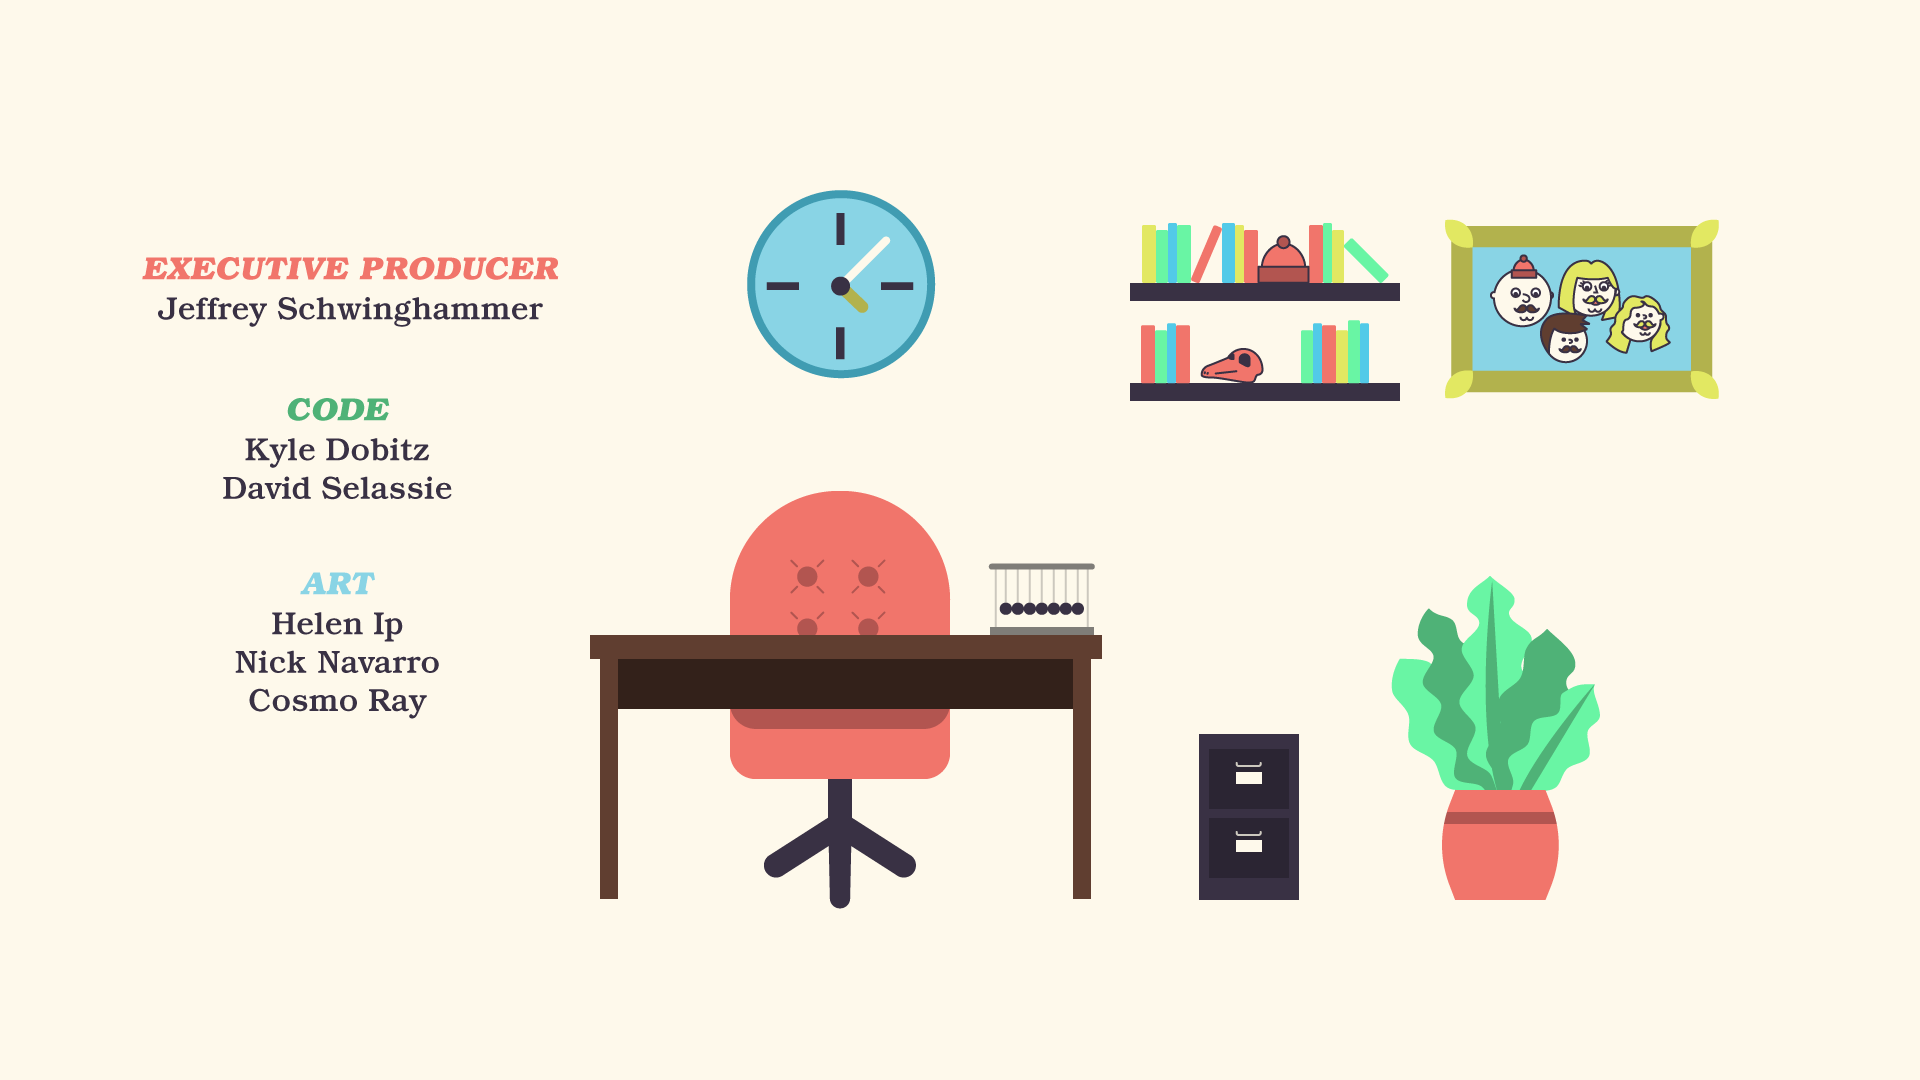 EXECUTIVE PRODUCER
Jeffrey Schwinghammer
CODE
Kyle Dobitz
David Selassie
ART
Helen Ip
Nick Navarro
Cosmo Ray